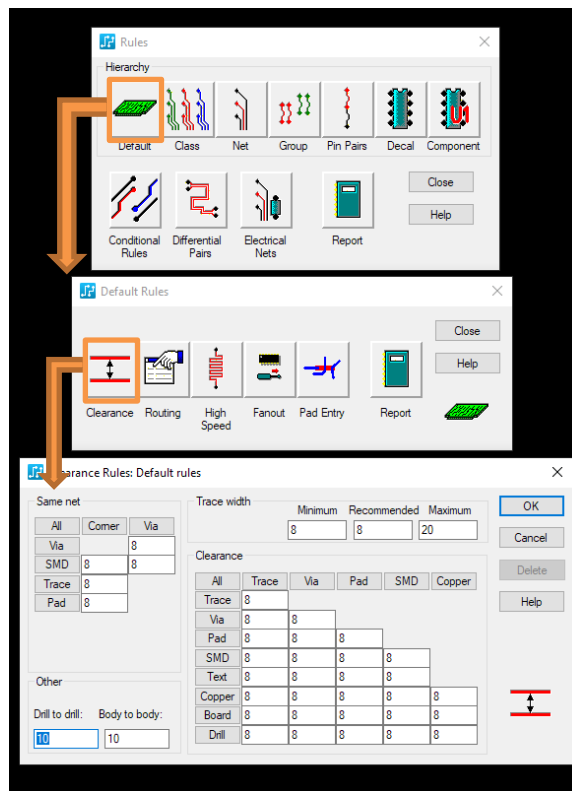 Rules
Hierarchy
Default Class Net Group Pin Pairs Decal Component
Conditional Rules Differential Pairs Electrical Nets Report
Close
Help
Default Rules
Close
Help
Clearance Routing High Speed Fanout Pad Entry Report
Clearance Rules: Default rules
Same net
All Corner Via
Via 8
SMD 8 8
Trace 8
Pad 8
Other
Drill to drill: Body to body:
10 10
Trace width
Minimum Recommended Maximum
8 8 20
Clearance
All Trace Via Pad SMD Copper
Trace 8
Via 8 8
Pad 8 8 8
SMD 8 8 8 8
Text 8 8 8 8
Copper 8 8 8 8 8
Board 8 8 8 8 8
Drill 8 8 8 8 8
OK
Cancel
Delete
Help